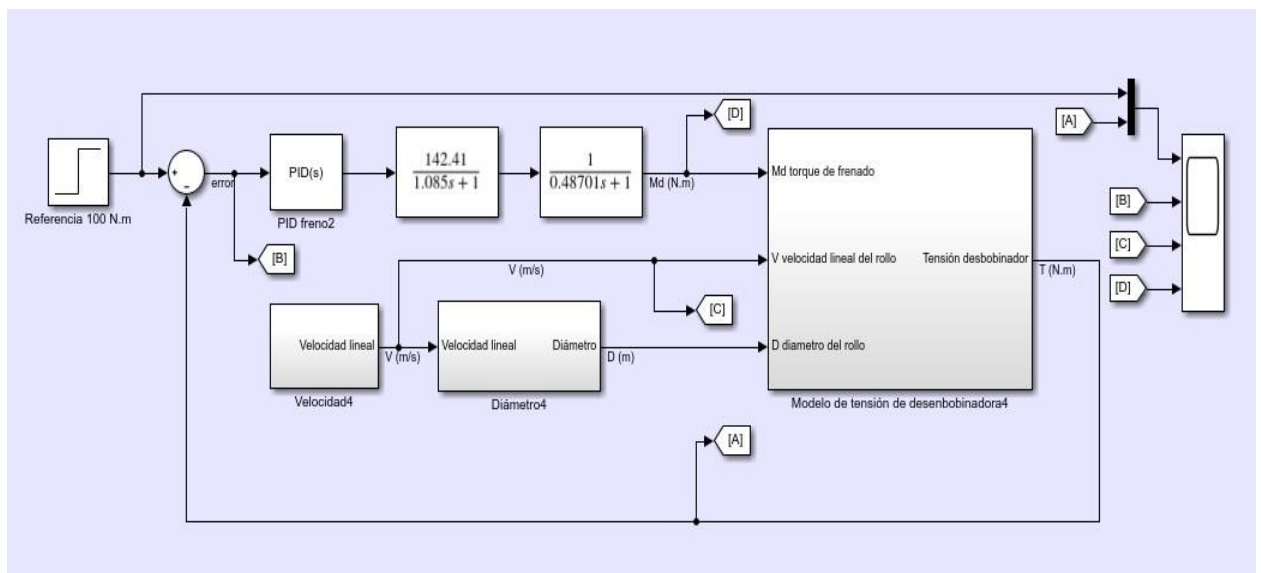 [D]
[A]
142.41
1.085s + 1
1
0.48701s + 1
PID(s)
Md torque de frenado
+
-
error
Md (N.m)
Referencia 100 N.m
PID freno2
[B]
[B]
V velocidad lineal del rollo
Tensión desbobinador
[C]
V (m/s)
T (N.m)
[D]
[C]
Velocidad lineal
Velocidad lineal
Diámetro
D diametro del rollo
V (m/s)
D (m)
Velocidad4
Diámetro4
Modelo de tensión de desenbobinadora4
[A]